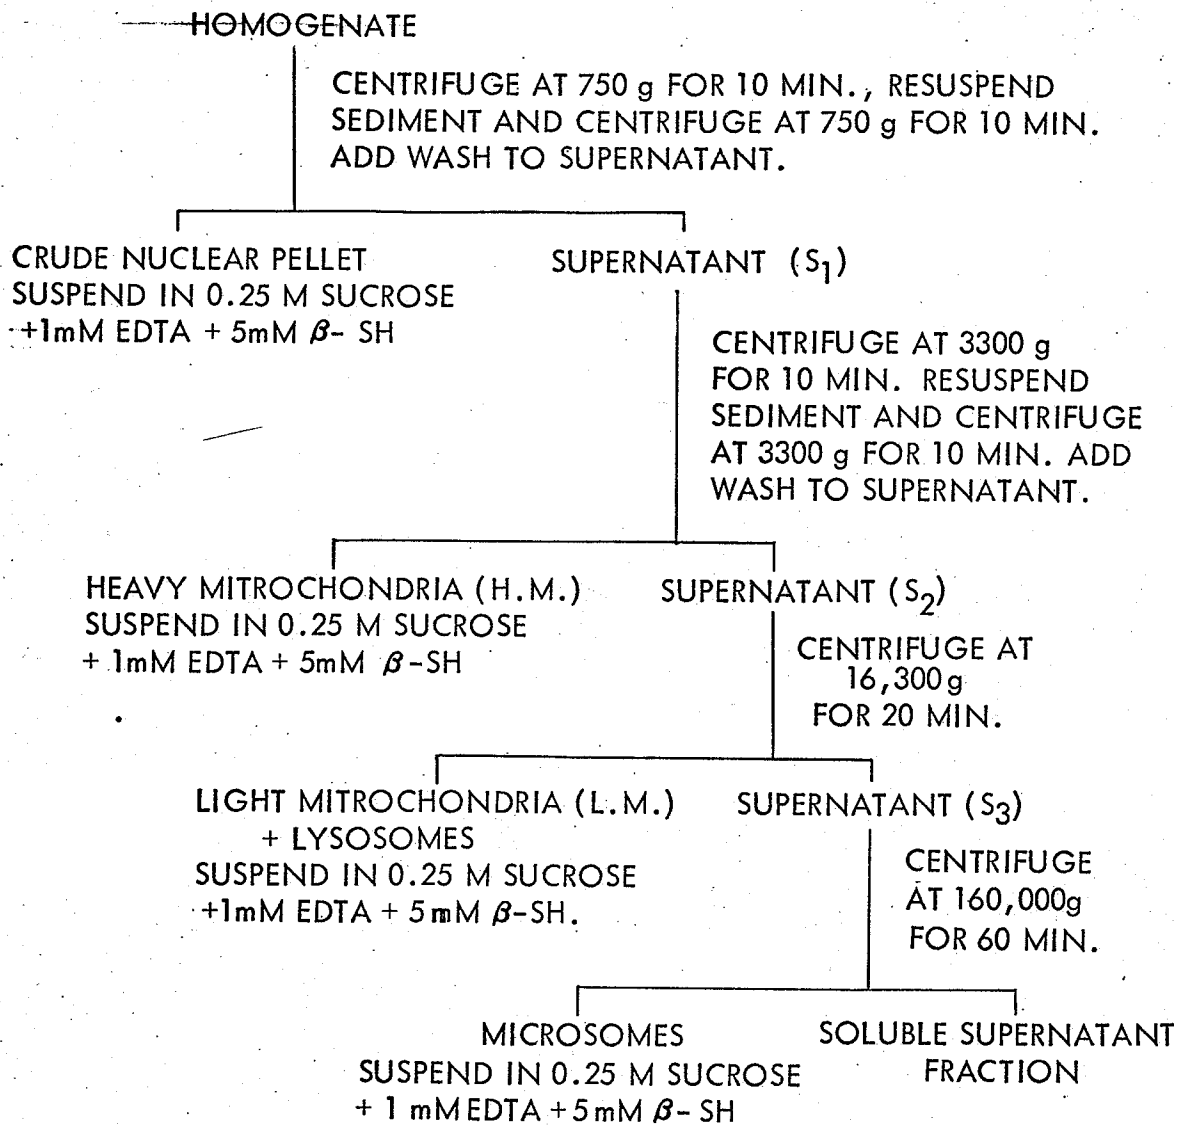 HOMOGENATE
CENTRIFUGE AT 750 g FOR 10 MIN., RESUSPEND
SEDIMENT AND CENTRIFUGE AT 750 g FOR 10 MIN.
ADD WASH TO SUPERNATANT.
CRUDE NUCLEAR PELLET
SUSPEND IN 0.25 M SUCROSE
+1mM EDTA + 5mM β- SH
SUPERNATANT (S₁)
CENTRIFUGE AT 3300 g
FOR 10 MIN. RESUSPEND
SEDIMENT AND CENTRIFUGE
AT 3300 g FOR 10 MIN. ADD
WASH TO SUPERNATANT.
HEAVY MITROCHONDRIA (H.M.)
SUSPEND IN 0.25 M SUCROSE
+ 1mM EDTA + 5mM β-SH
SUPERNATANT (S₂)
CENTRIFUGE AT
16,300g
FOR 20 MIN.
LIGHT MITROCHONDRIA (L.M.)
+ LYSOSOMES
SUSPEND IN 0.25 M SUCROSE
+1mM EDTA + 5mM β-SH.
SUPERNATANT (S₃)
CENTRIFUGE
AT 160,000g
FOR 60 MIN.
MICROSOMES
SUSPEND IN 0.25 M SUCROSE
+ 1 mM EDTA + 5mM β- SH
SOLUBLE SUPERNATANT
FRACTION